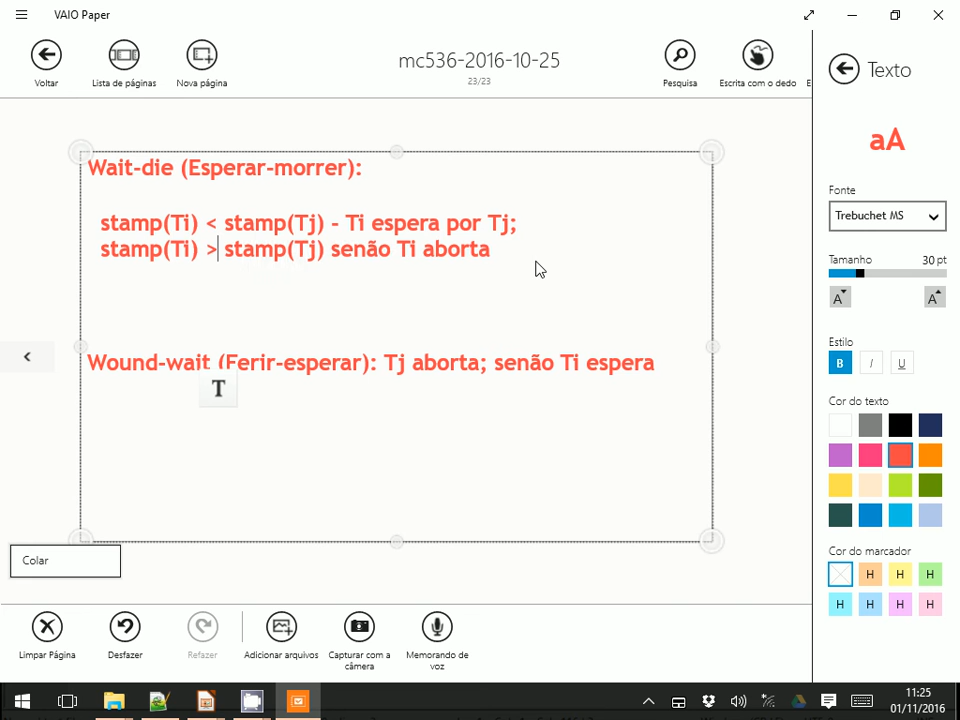 VAIO Paper
Voltar
Lista de páginas
Nova página
mc536-2016-10-25
23/23
Pesquisa
Escrita com o dedo
E
Texto
aA
Wait-die (Esperar-morrer):
stamp(Ti) < stamp(Tj) - Ti espera por Tj;
stamp(Ti) > stamp(Tj) senão Ti aborta
Wound-wait (Ferir-esperar): Tj aborta; senão Ti espera
T
Fonte
Trebuchet MS
Tamanho 30 pt
A A
Estilo
B I U
Cor do texto
Cor do marcador
H H H
H H H H
Colar
Limpar Página
Desfazer
Refazer
Adicionar arquivos
Capturar com a
câmera
Memorando de
voz
11:25
01/11/2016